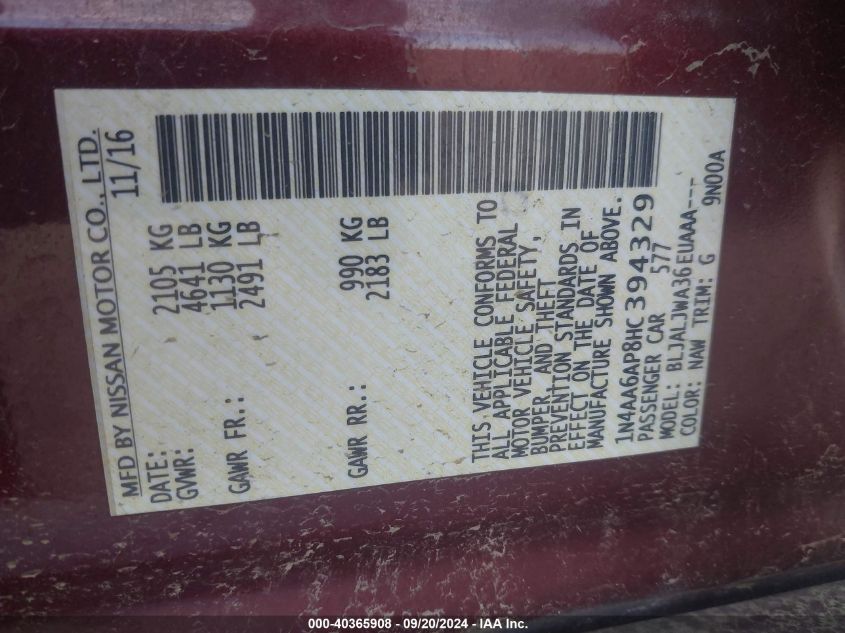 MFD BY NISSAN MOTOR CO., LTD.
DATE: 11/16
GVWR: 2105 KG
4641 LB
GAWR FR.: 1130 KG
2491 LB
GAWR RR.: 990 KG
2183 LB
THIS VEHICLE CONFORMS TO
ALL APPLICABLE FEDERAL
MOTOR VEHICLE SAFETY,
BUMPER, AND THEFT
PREVENTION STANDARDS IN
EFFECT ON THE DATE OF
MANUFACTURE SHOWN ABOVE.
1N4AA6AP8HC394329
PASSENGER CAR 577
MODEL: BLJALJWA36EUAAA---
COLOR: NAW TRIM: G 9N00A
000-40365908 - 09/20/2024 - IAA Inc.